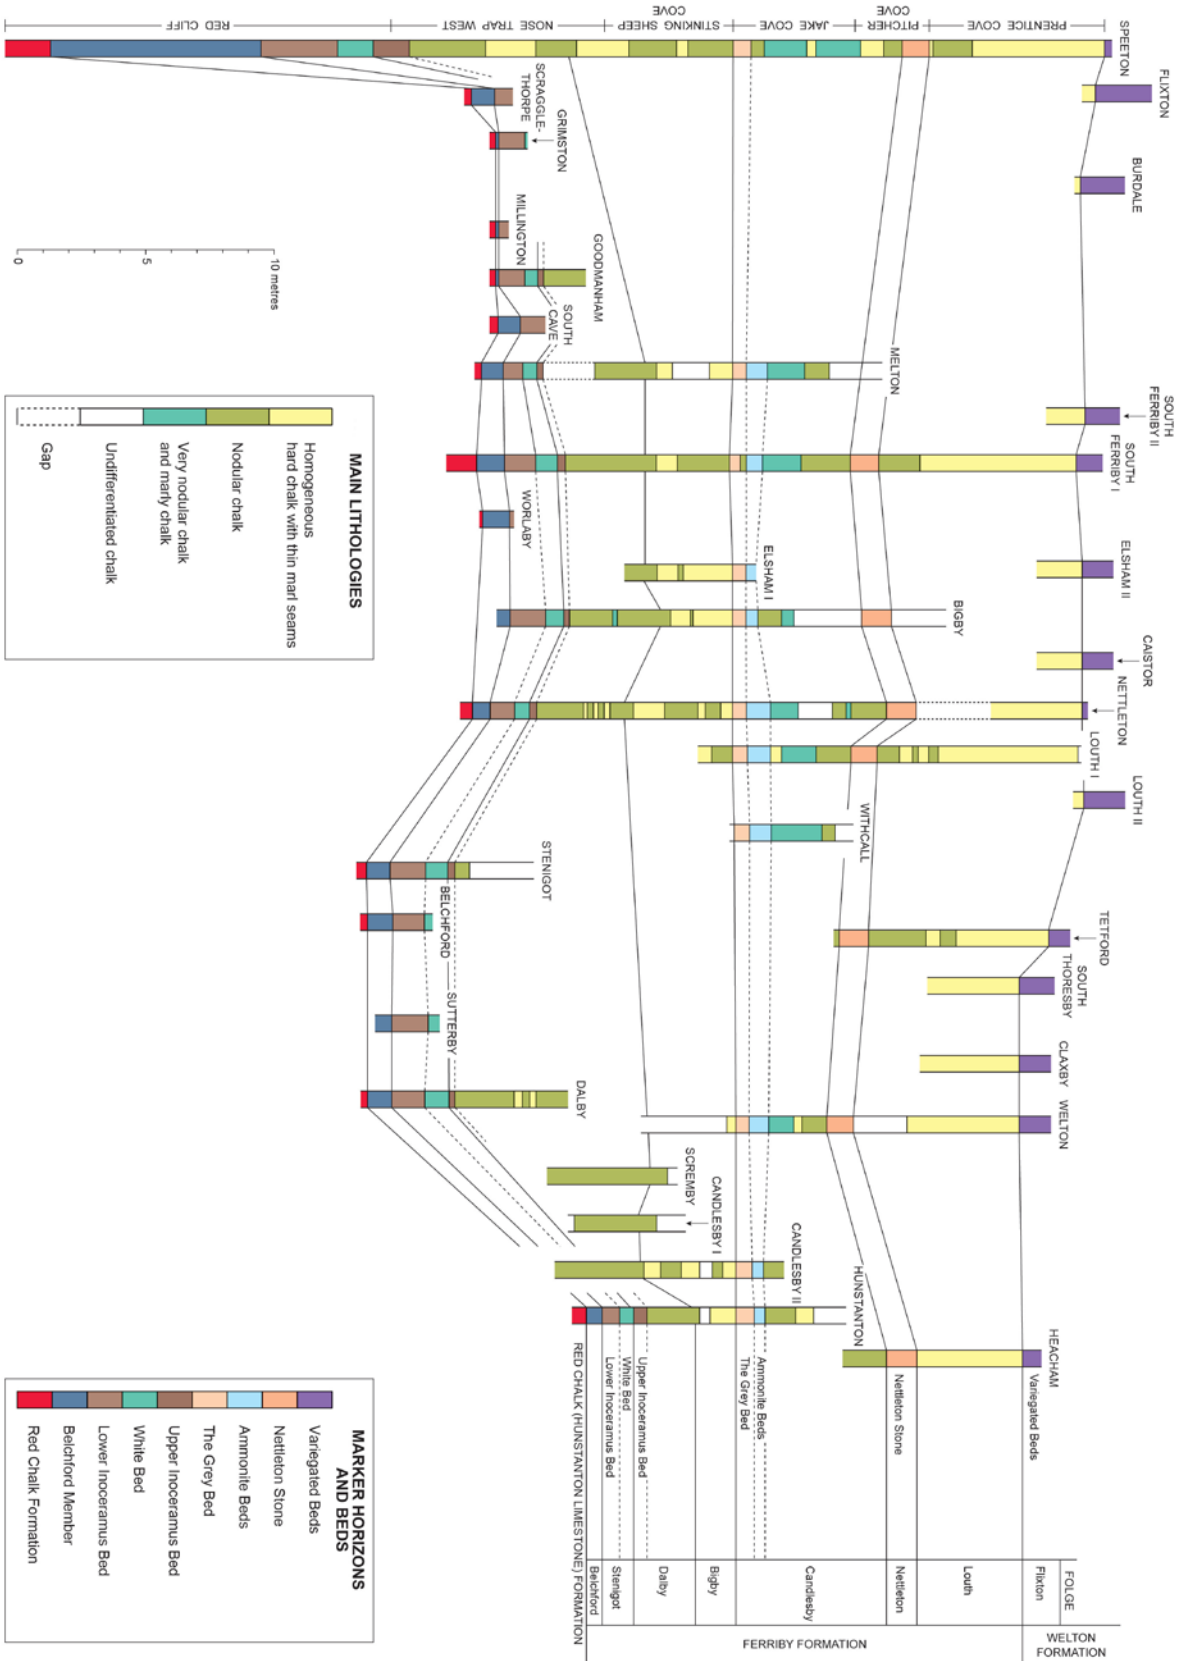 SPEETON
FLIXTON
BURDALE
SOUTH
FERRIBY II
SOUTH
FERRIBY I
ELSHAM II
CAISTOR
NETTLETON
LOUTH I
LOUTH II
TETFORD
SOUTH
THORESBY
CLAXBY
WELTON
HEACHAM
MELTON
ELSHAM I
BIGBY
WITHCALL
SCREMBY
CANDLESBY I
CANDLESBY II
HUNSTANTON
SCRAGGLE-
THORPE
GRIMSTON
MILLINGTON
GOODMANHAM
SOUTH
CAVE
WORLABY
STENIGOT
BELCHFORD
SUTTERBY
DALBY
PRENTICE COVE
PITCHER
COVE
JAKE COVE
STINKING SHEEP
COVE
NOSE TRAP WEST
RED CLIFF
0
5
10 metres
MAIN LITHOLOGIES
Homogeneous
hard chalk with thin marl seams
Nodular chalk
Very nodular chalk
and marly chalk
Undifferentiated chalk
Gap
MARKER HORIZONS
AND BEDS
Variegated Beds
Nettleton Stone
Ammonite Beds
The Grey Bed
Upper Inoceramus Bed
White Bed
Lower Inoceramus Bed
Belchford Member
Red Chalk Formation
Variegated Beds
Nettleton Stone
Ammonite Beds
The Grey Bed
Upper Inoceramus Bed
White Bed
Lower Inoceramus Bed
RED CHALK (HUNSTANTON LIMESTONE) FORMATION
FOLGE
Flixton
Louth
Nettleton
Candlesby
Bigby
Dalby
Stenigot
Belchford
WELTON
FORMATION
FERRIBY FORMATION